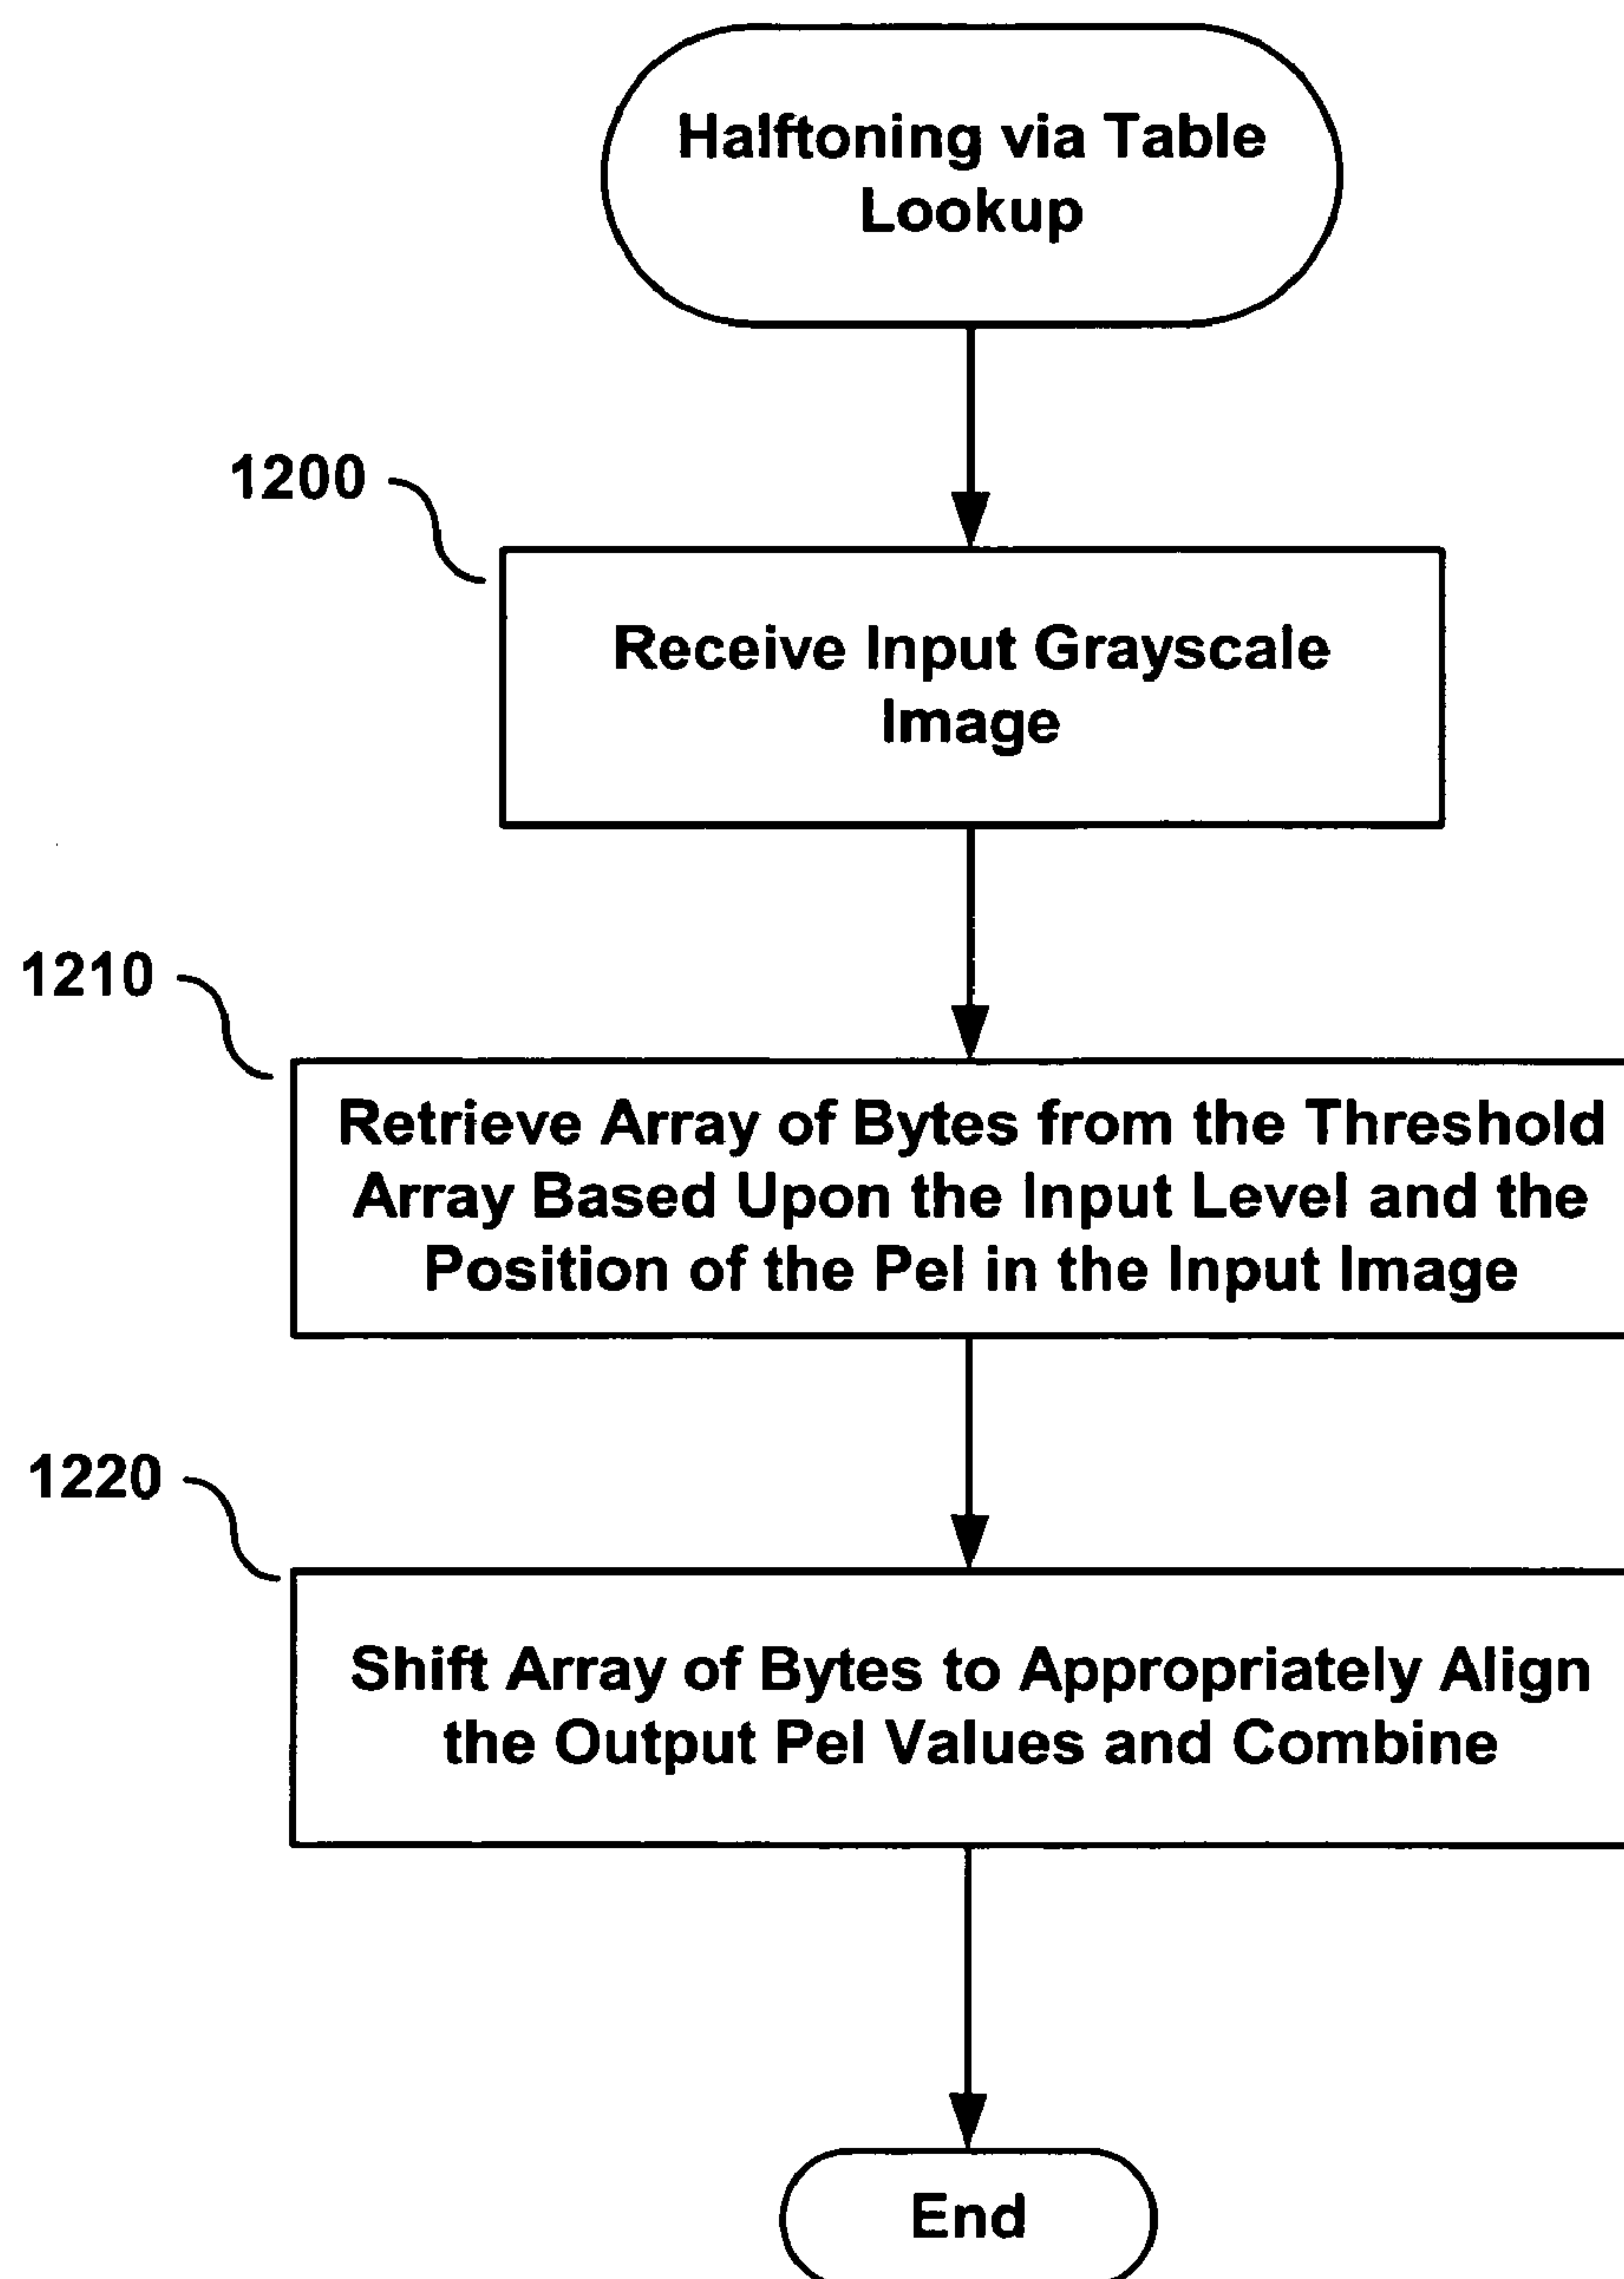 Halftoning via Table
Lookup
1200
Receive Input Grayscale
Image
1210
Retrieve Array of Bytes from the Threshold
Array Based Upon the Input Level and the
Position of the Pel in the Input Image
1220
Shift Array of Bytes to Appropriately Align
the Output Pel Values and Combine
End